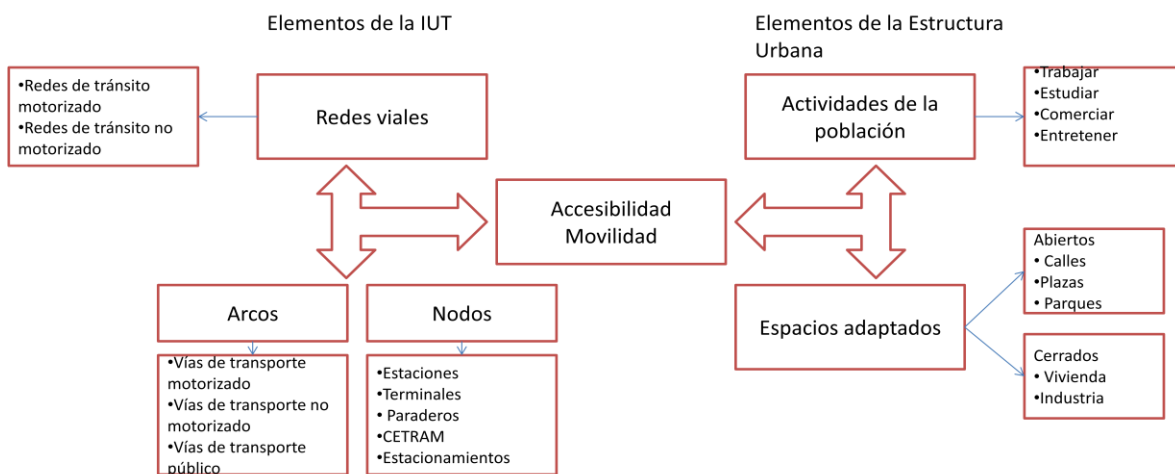 Elementos de la IUT
Elementos de la Estructura
Urbana
•Redes de tránsito
motorizado
•Redes de tránsito no
motorizado
Redes viales
Actividades de la
población
•Trabajar
•Estudiar
•Comerciar
•Entretener
Accesibilidad
Movilidad
Arcos
Nodos
Espacios adaptados
Abiertos
• Calles
•Plazas
• Parques
•Vías de transporte
motorizado
•Vías de transporte no
motorizado
•Vías de transporte
público
•Estaciones
•Terminales
• Paraderos
•CETRAM
•Estacionamientos
Cerrados
• Vivienda
•Industria